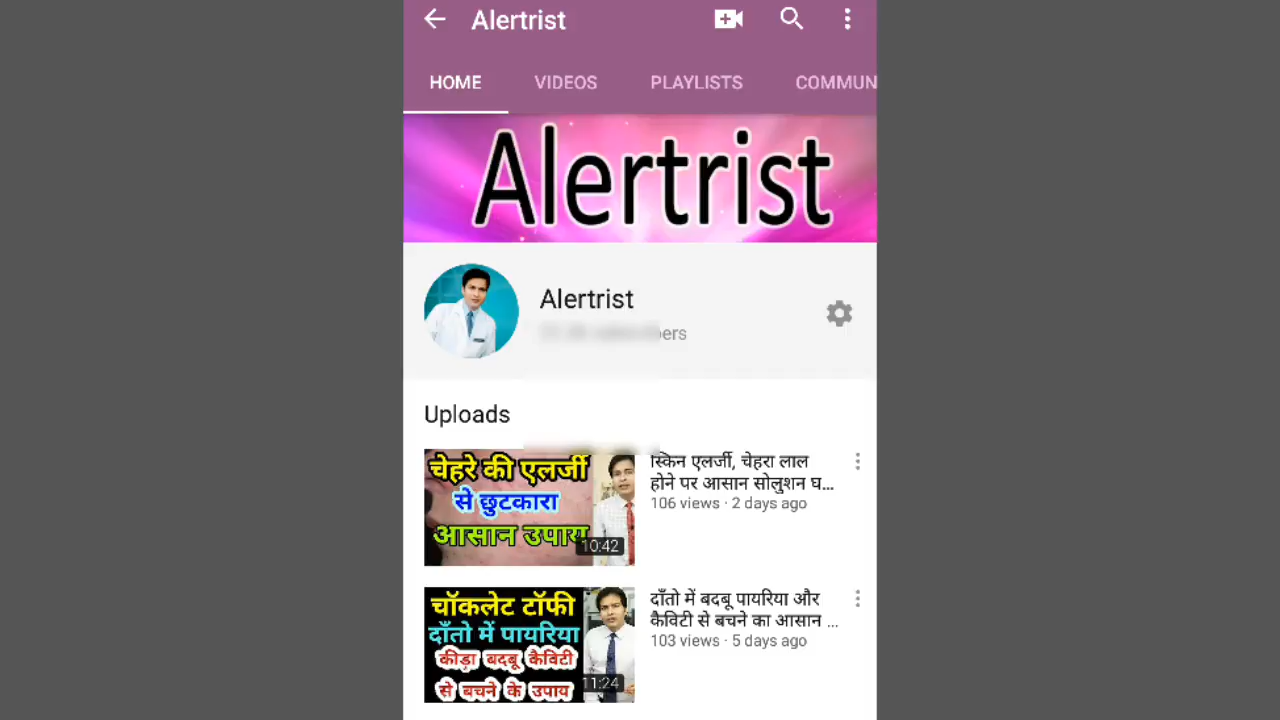 Alertrist
HOME VIDEOS PLAYLISTS COMMUN
Alertrist
Alertrist
Uploads
चेहरे की एलर्जी
से छुटकारा
आसान उपाय
10:42
स्किन एलर्जी, चेहरा लाल
होने पर आसान सोलुशन घ...
106 views · 2 days ago
चॉकलेट टॉफी
दाँतो में पायरिया
कीड़ा बदबू कैविटी
से बचने के उपाय
11:24
दाँतो में बदबू पायरिया और
कैविटी से बचने का आसान ...
103 views · 5 days ago